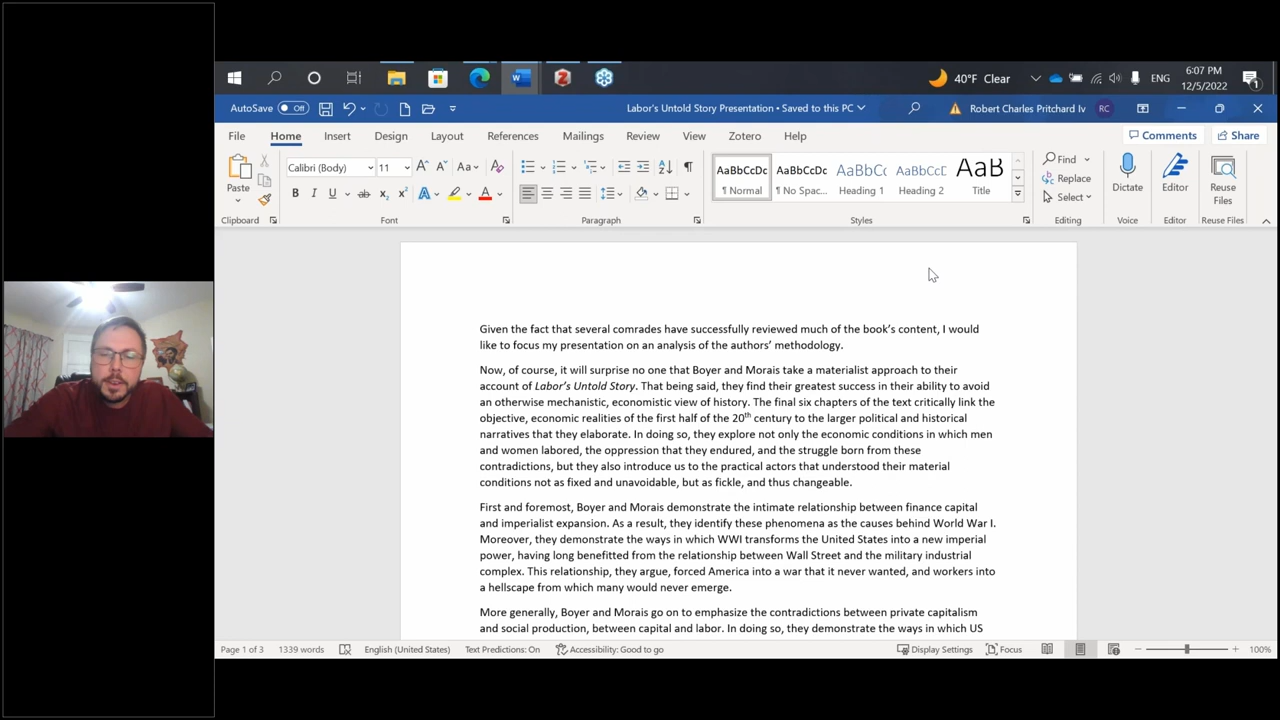 40°F Clear
ENG
6:07 PM
12/5/2022
AutoSave Off
Labor's Untold Story Presentation • Saved to this PC
Robert Charles Pritchard Iv
RC
File Home Insert Design Layout References Mailings Review View Zotero Help
Comments Share
Paste
Calibri (Body) 11
AaBbCcDc AaBbCcDc AaBbCc AaBbCcDc AaB
¶ Normal ¶ No Spac... Heading 1 Heading 2 Title
Find
Replace
Select
Dictate
Editor
Reuse
Files
Clipboard Font Paragraph Styles Editing Voice Editor Reuse Files
Given the fact that several comrades have successfully reviewed much of the book's content, I would
like to focus my presentation on an analysis of the authors' methodology.
Now, of course, it will surprise no one that Boyer and Morais take a materialist approach to their
account of Labor's Untold Story. That being said, they find their greatest success in their ability to avoid
an otherwise mechanistic, economistic view of history. The final six chapters of the text critically link the
objective, economic realities of the first half of the 20th century to the larger political and historical
narratives that they elaborate. In doing so, they explore not only the economic conditions in which men
and women labored, the oppression that they endured, and the struggle born from these
contradictions, but they also introduce us to the practical actors that understood their material
conditions not as fixed and unavoidable, but as fickle, and thus changeable.
First and foremost, Boyer and Morais demonstrate the intimate relationship between finance capital
and imperialist expansion. As a result, they identify these phenomena as the causes behind World War I.
Moreover, they demonstrate the ways in which WWI transforms the United States into a new imperial
power, having long benefitted from the relationship between Wall Street and the military industrial
complex. This relationship, they argue, forced America into a war that it never wanted, and workers into
a hellscape from which many would never emerge.
More generally, Boyer and Morais go on to emphasize the contradictions between private capitalism
and social production, between capital and labor. In doing so, they demonstrate the ways in which US
Page 1 of 3 1339 words English (United States) Text Predictions: On Accessibility: Good to go Display Settings Focus 100%